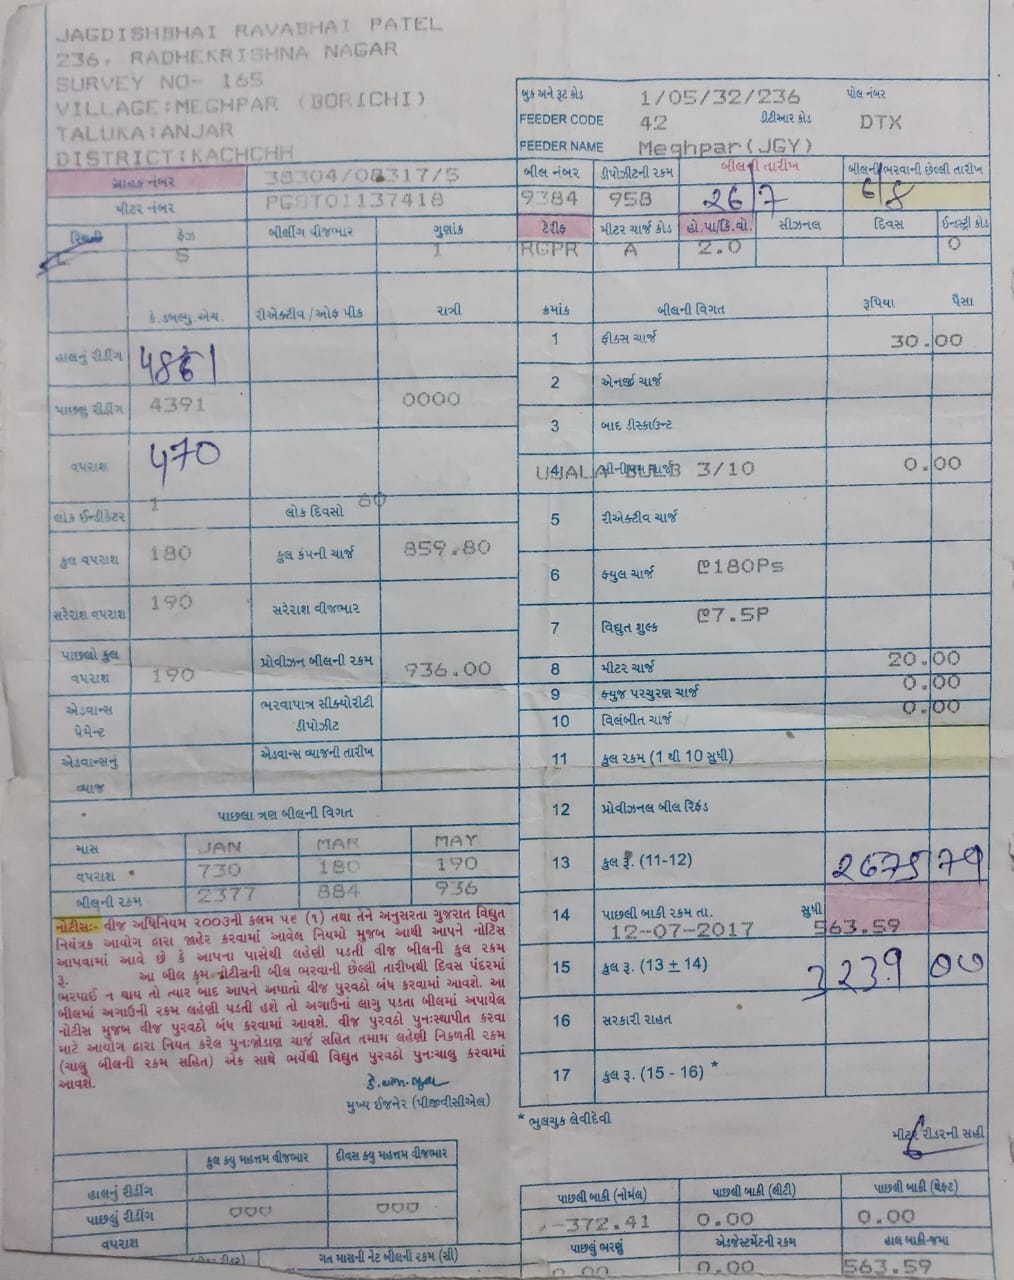 JAGDISHBHAI RAVABHAI PATEL
236, RADHEKRISHNA NAGAR
SURVEY NO- 165
VILLAGE:MEGHPAR (BORICHI)
TALUKA:ANJAR
DISTRICT:KACHCHH
બુક અને રૂટ કોડ 1/05/32/236 પોલ નંબર
FEEDER CODE 42 ડીટીઆર કોડ DTX
FEEDER NAME Meghpar(JGY)
ગ્રાહક નંબર 38304/08317/5
મીટર નંબર PGST01137418
બીલ નંબર ડીપોઝીટની રકમ બીલની તારીખ બીલની ભરવાની છેલ્લી તારીખ
9384 958 26/7 6/8
સ્થિતી ફેઝ બીલીંગ વીજભાર ગુણાંક
S 1
ટેરીફ મીટર ચાર્જ કોડ હો.પા/કિ.વો. સીઝનલ દિવસ ઈન્ડસ્ટ્રી કોડ
RGPR A 2.0 0
કે.ડબલ્યુ.એચ. રીએક્ટીવ / ઓફ પીક રાત્રી
હાલનું રીડીંગ 4861
પાછલુ રીડીંગ 4391 0000
વપરાશ 470
લોક ઈન્ડીકેટર 1 લોક દિવસો 60
કુલ વપરાશ 180 કુલ કંપની ચાર્જ 859.80
સરેરાશ વપરાશ 190 સરેરાશ વીજભાર
પાછલો કુલ વપરાશ 190 પ્રોવીઝન બીલની રકમ 936.00
એડવાન્સ પેમેન્ટ ભરવાપાત્ર સીક્યોરીટી ડીપોઝીટ
એડવાન્સનું વ્યાજ એડવાન્સ વ્યાજની તારીખ
પાછલા ત્રણ બીલની વિગત
માસ JAN MAR MAY
વપરાશ 730 180 190
બીલની રકમ 2377 884 936
ક્રમાંક બીલની વિગત રૂપિયા પૈસા
1 ફીક્સ ચાર્જ 30.00
2 એનર્જી ચાર્જ
3 બાદ ડીસ્કાઉન્ટ
4 UJALA 3/10 0.00
5 રીએક્ટીવ ચાર્જ
6 ફ્યુલ ચાર્જ @180Ps
7 વિદ્યુત શુલ્ક @7.5P
8 મીટર ચાર્જ 20.00
9 ફ્યુજ પરચુરણ ચાર્જ 0.00
10 વિલંબીત ચાર્જ 0.00
11 કુલ રકમ (1 થી 10 સુધી)
12 પ્રોવીઝનલ બીલ રિફંડ
13 કુલ રૂ. (11-12) 2675 79
14 પાછલી બાકી રકમ તા. સુધી
12-07-2017 563.59
15 કુલ રૂ. (13 ± 14) 3239 00
16 સરકારી રાહત
17 કુલ રૂ. (15 - 16) *
* ભુલચુક લેવીદેવી
મીટર રીડરની સહી
નોટીસ:- વીજ અધિનિયમ ૨૦૦૩ની કલમ ૫૬ (૧) તથા તેને અનુસરતા ગુજરાત વિદ્યુત
નિયંત્રક આયોગ દ્વારા જાહેર કરવામાં આવેલ નિયમો મુજબ આથી આપને નોટિસ
આપવામાં આવે છે કે આપના પાસેથી લહેણી પડતી વીજ બીલની કુલ રકમ
રૂ. આ બીલ કમ નોટીસની બીલ ભરવાની છેલ્લી તારીખથી દિવસ પંદરમાં
ભરપાઈ ન થાય તો ત્યાર બાદ આપને અપાતો વીજ પુરવઠો બંધ કરવામાં આવશે. આ
બીલમાં અગાઉની રકમ લહેણી પડતી હશે તો અગાઉનાં લાગુ પડતા બીલમાં અપાયેલ
નોટીસ મુજબ વીજ પુરવઠો બંધ કરવામાં આવશે. વીજ પુરવઠો પુનઃસ્થાપીત કરવા
માટે આયોગ દ્વારા નિયત કરેલ પુનઃજોડાણ ચાર્જ સહિત તમામ લહેણી નિકળતી રકમ
(ચાલુ બીલની રકમ સહિત) એક સાથે ભર્યેથી વિદ્યુત પુરવઠો પુનઃચાલુ કરવામાં
આવશે.
મુખ્ય ઈજનેર (પીજીવીસીએલ)
કુલ ક્યુ મહત્તમ વીજભાર દીવસ ક્યુ મહત્તમ વીજભાર
હાલનું રીડીંગ
પાછલું રીડીંગ 000 000
વપરાશ
ગત માસની નેટ બીલની રકમ (સી)
પાછલી બાકી (નોર્મલ) પાછલી બાકી (લીટી) પાછલી બાકી (થેફ્ટ)
-372.41 0.00 0.00
પાછલું ભરણું એડજેસ્ટમેંટની રકમ હાલ બાકી-જમા
0.00 0.00 563.59